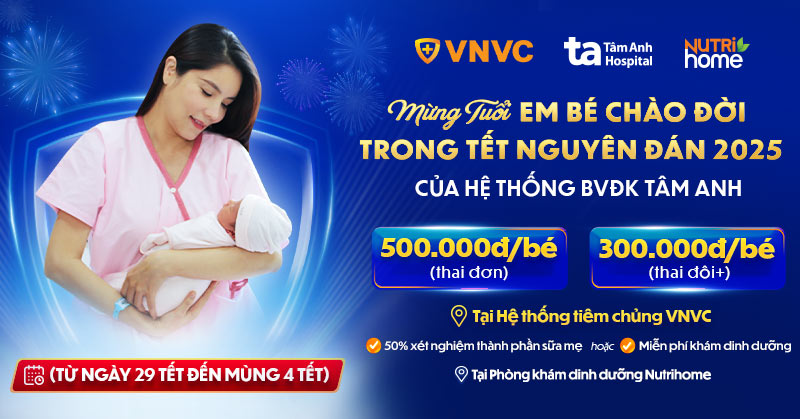 VNVC
ta Tâm Anh Hospital
NUTRi home
Mừng Tuổi EM BÉ CHÀO ĐỜI
TRONG TẾT NGUYÊN ĐÁN 2025
CỦA HỆ THỐNG BVĐK TÂM ANH
500.000đ/bé
(thai đơn)
300.000đ/bé
(thai đôi+)
Tại Hệ thống tiêm chủng VNVC
50% xét nghiệm thành phần sữa mẹ hoặc Miễn phí khám dinh dưỡng
Tại Phòng khám dinh dưỡng Nutrihome
(TỪ NGÀY 29 TẾT ĐẾN MÙNG 4 TẾT)